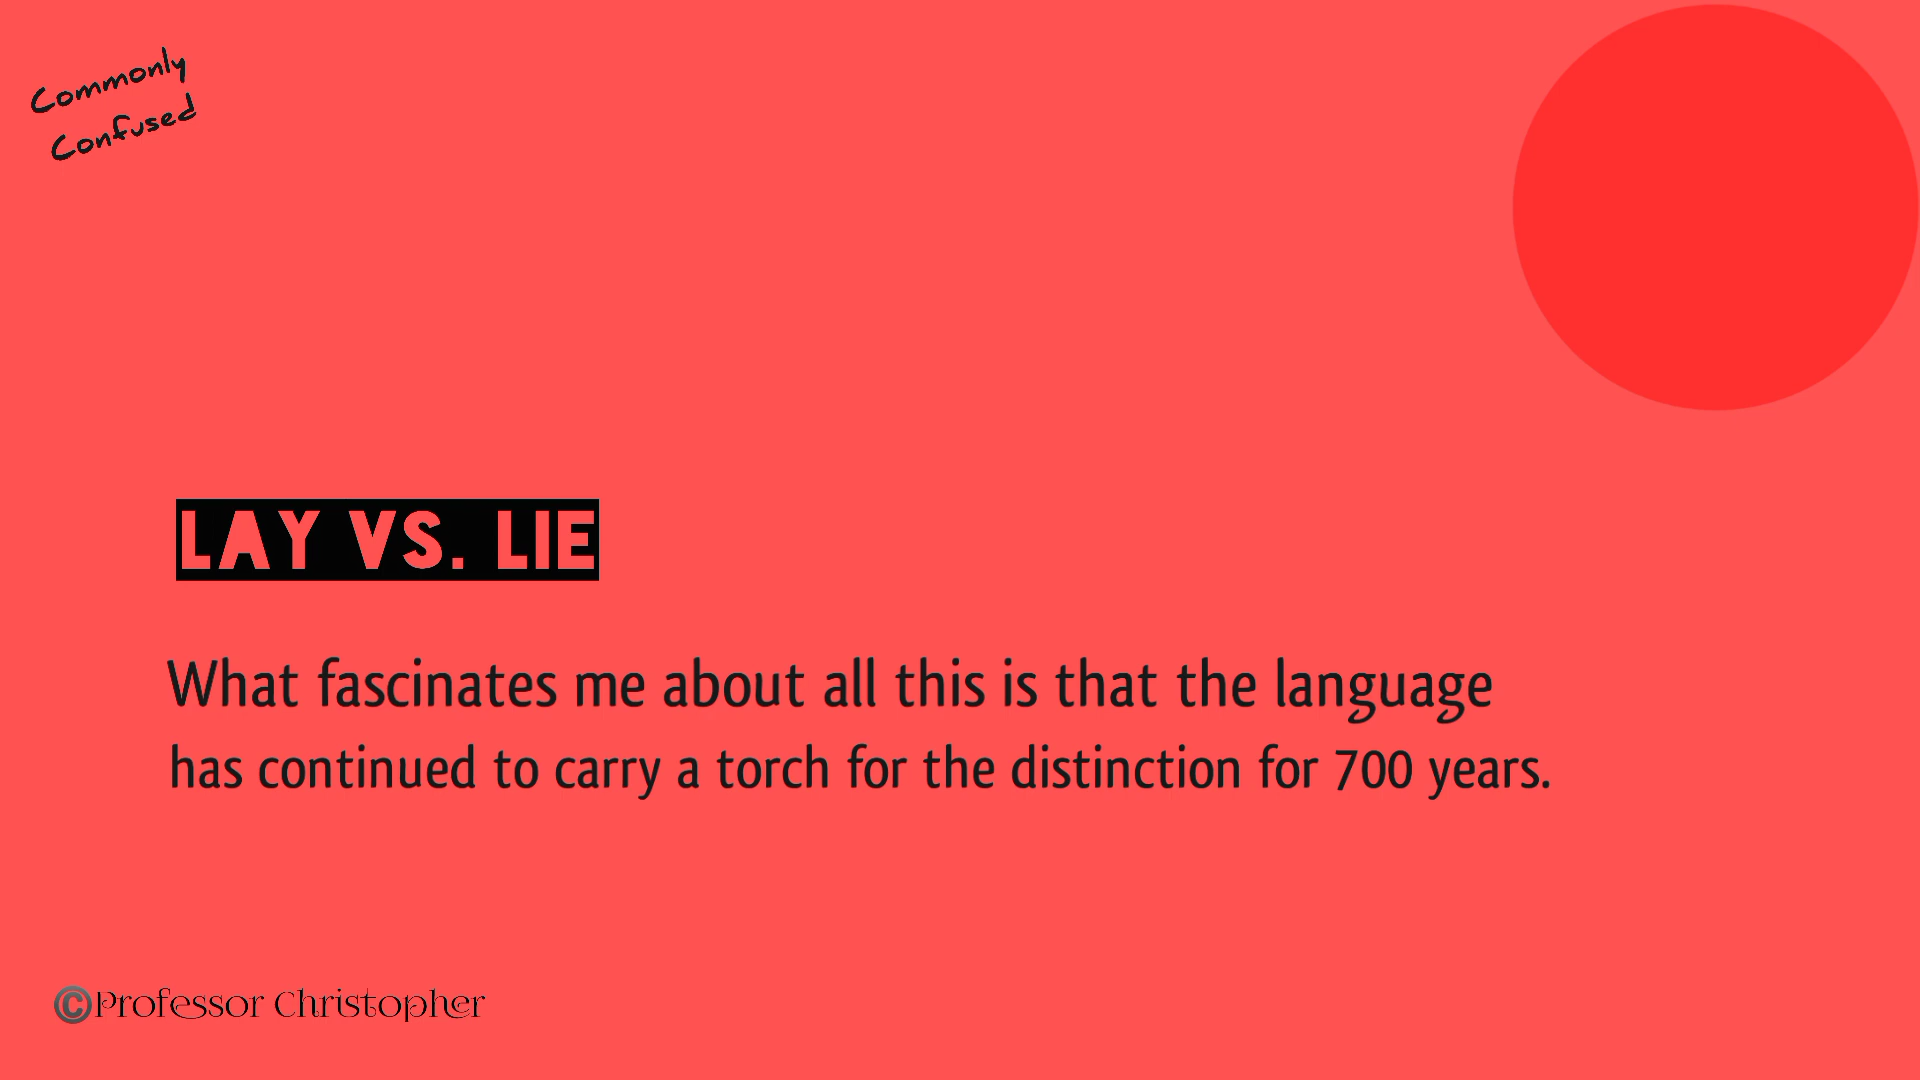 Commonly
Confused
LAY VS. LIE
What fascinates me about all this is that the language
has continued to carry a torch for the distinction for 700 years.
©Professor Christopher